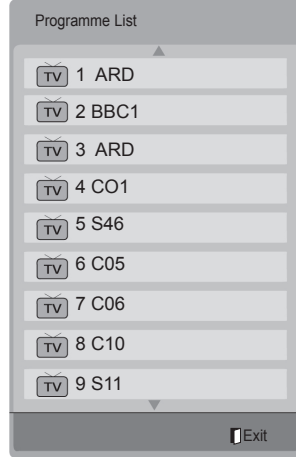 Programme List
TV 1 ARD
TV 2 BBC1
TV 3 ARD
TV 4 CO1
TV 5 S46
TV 6 C05
TV 7 C06
TV 8 C10
TV 9 S11
Exit